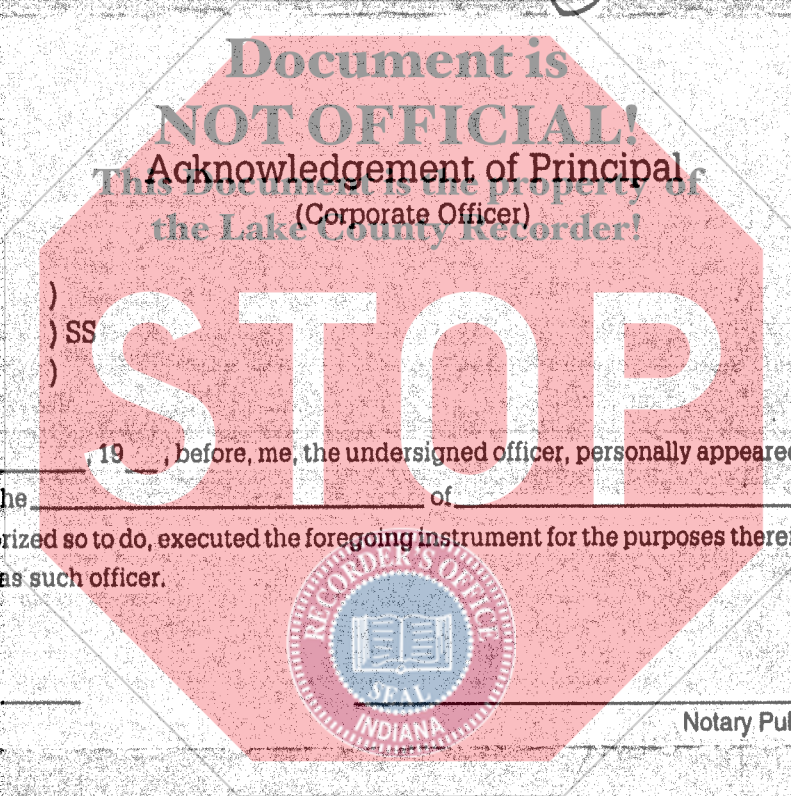 Document is
NOT OFFICIAL!
Acknowledgement of Principal
This Document is the property of
(Corporate Officer)
the Lake County Recorder!
)
) SS
)
STOP
, 19 , before, me, the undersigned officer, personally appeared
he of
rized so to do, executed the foregoing instrument for the purposes there
as such officer.
RECORDER'S OFFICE
SEAL
INDIANA
Notary Pu